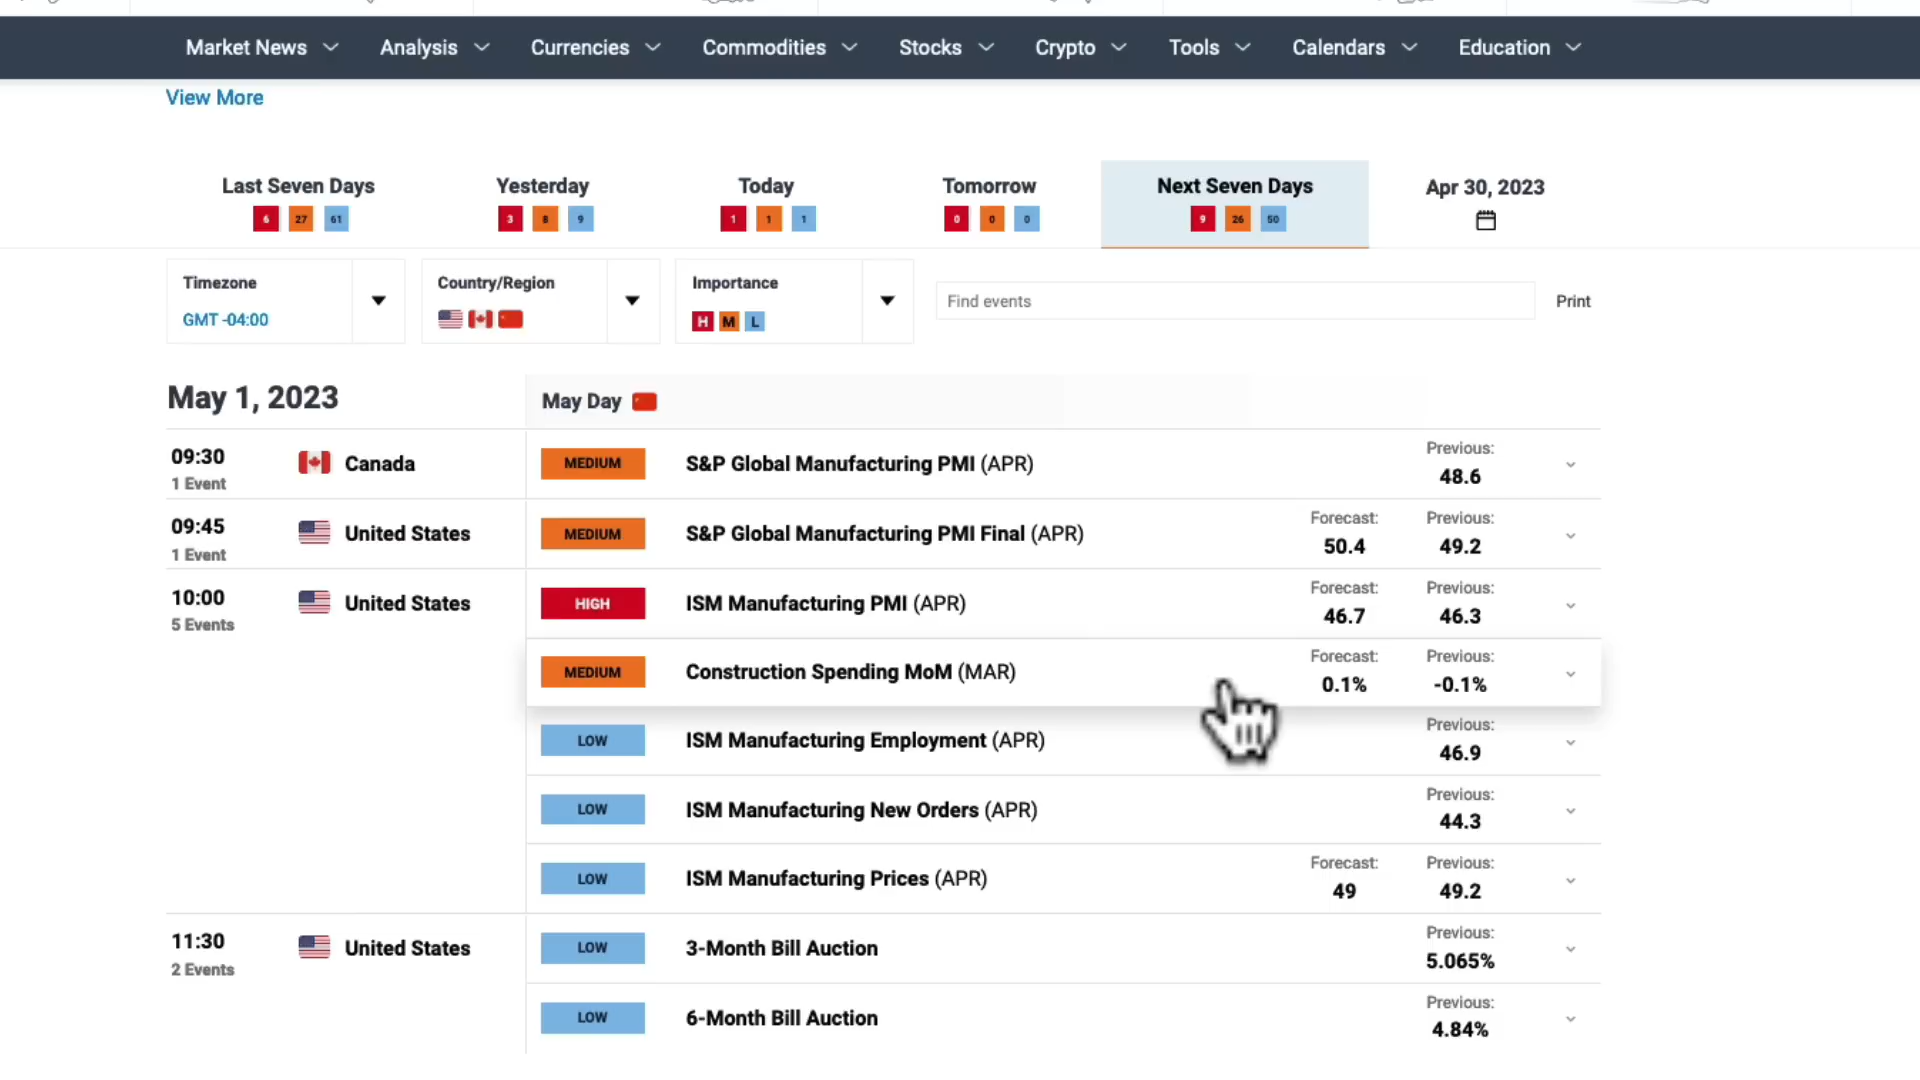 Market News Analysis Currencies Commodities Stocks Crypto Tools Calendars Education
View More
Last Seven Days Yesterday Today Tomorrow Next Seven Days Apr 30, 2023
6 27 61 3 8 9 1 1 1 0 0 0 9 26 50
Timezone Country/Region Importance
Find events Print
GMT -04:00 H M L
May 1, 2023 May Day
09:30 Canada MEDIUM S&P Global Manufacturing PMI (APR) Previous:
1 Event 48.6
09:45 United States MEDIUM S&P Global Manufacturing PMI Final (APR) Forecast: Previous:
1 Event 50.4 49.2
10:00 United States HIGH ISM Manufacturing PMI (APR) Forecast: Previous:
5 Events 46.7 46.3
MEDIUM Construction Spending MoM (MAR) Forecast: Previous:
0.1% -0.1%
LOW ISM Manufacturing Employment (APR) Previous:
46.9
LOW ISM Manufacturing New Orders (APR) Previous:
44.3
LOW ISM Manufacturing Prices (APR) Forecast: Previous:
49 49.2
11:30 United States LOW 3-Month Bill Auction Previous:
2 Events 5.065%
LOW 6-Month Bill Auction Previous:
4.84%